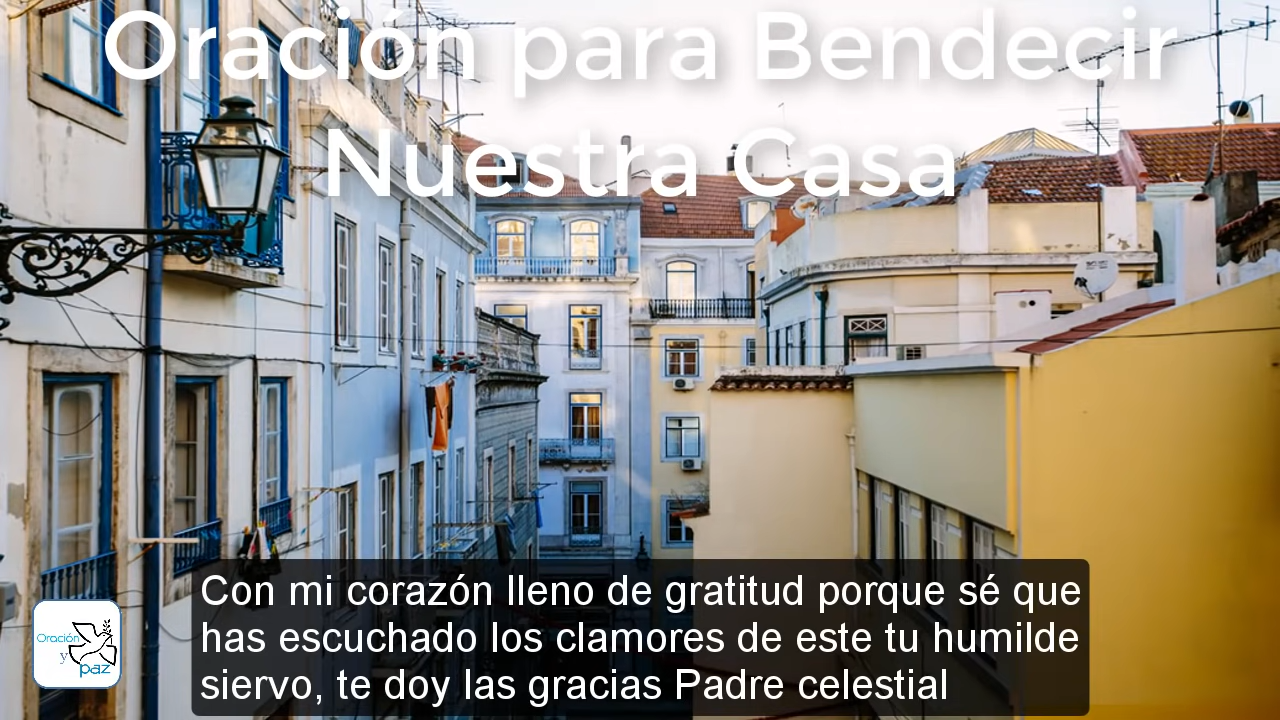 Oración para Bendecir
Nuestra Casa
Con mi corazón lleno de gratitud porque sé que
has escuchado los clamores de este tu humilde
siervo, te doy las gracias Padre celestial
Oración
y
paz